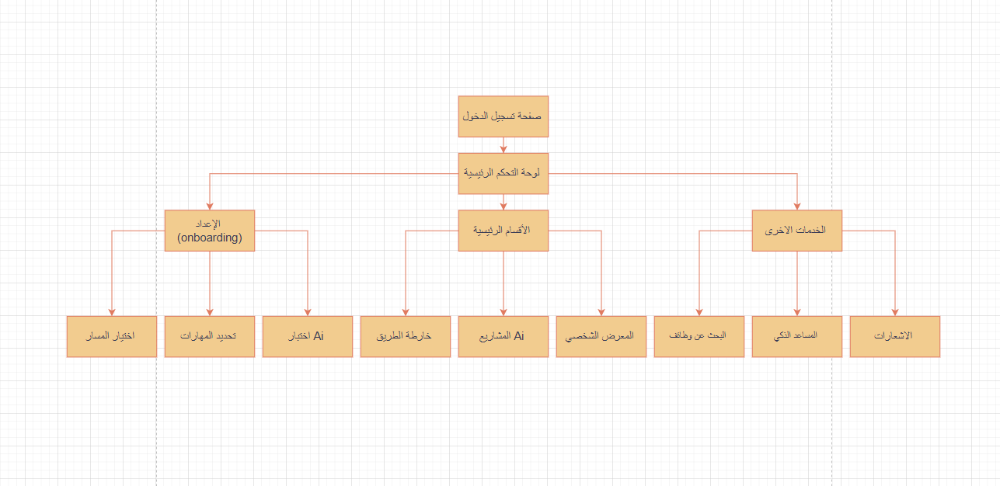 صفحة تسجيل الدخول
لوحة التحكم الرئيسية
الإعداد
(onboarding)
الأقسام الرئيسية
الخدمات الاخرى
اختيار المسار
تحديد المهارات
اختبار Ai
خارطة الطريق
المشاريع Ai
المعرض الشخصي
البحث عن وظائف
المساعد الذكي
الاشعارات